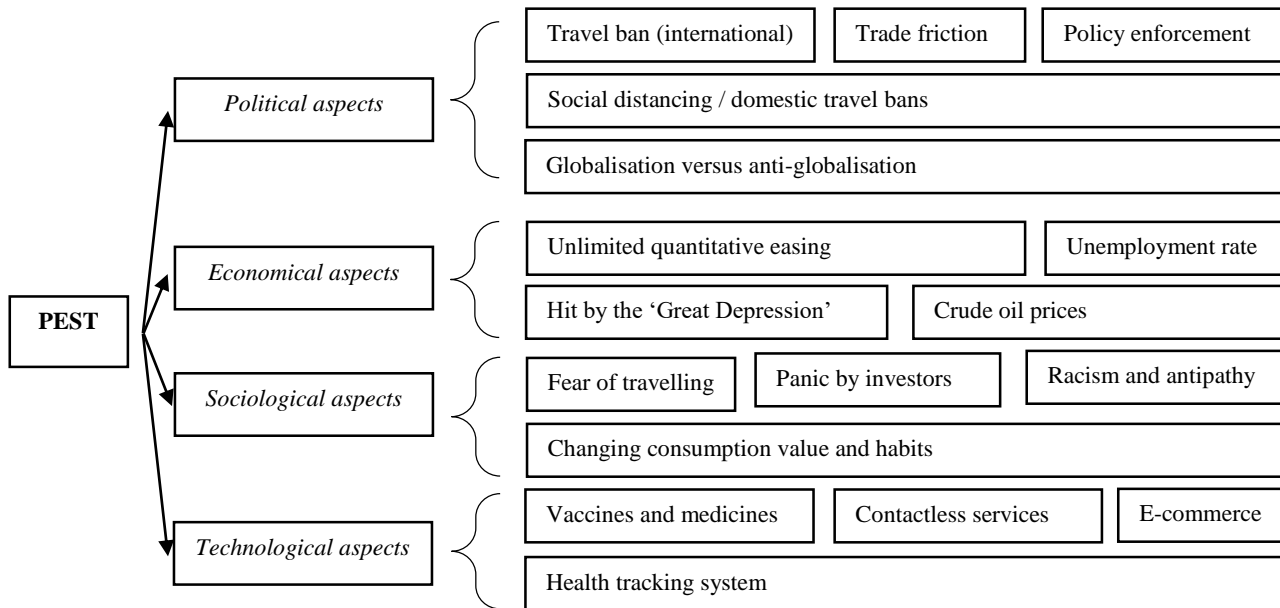 Travel ban (international)
Trade friction
Policy enforcement
Political aspects
Social distancing / domestic travel bans
Globalisation versus anti-globalisation
Unlimited quantitative easing
Unemployment rate
Economical aspects
Hit by the ‘Great Depression’
Crude oil prices
PEST
Fear of travelling
Panic by investors
Racism and antipathy
Sociological aspects
Changing consumption value and habits
Vaccines and medicines
Contactless services
E-commerce
Technological aspects
Health tracking system